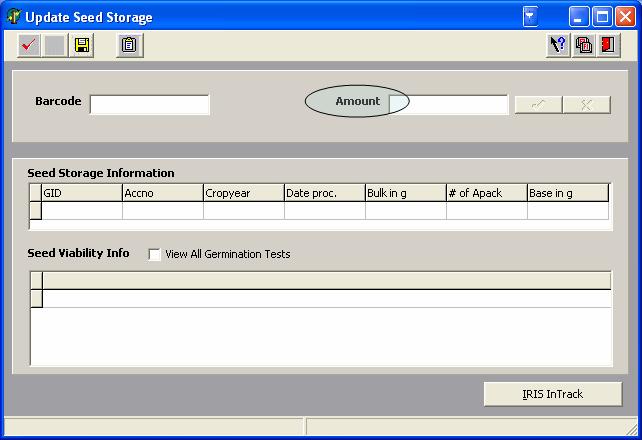 Update Seed Storage
Barcode Amount
Seed Storage Information
GID Accno Cropyear Date proc. Bulk in g # of Apack Base in g
Seed Viability Info View All Germination Tests
IRIS InTrack